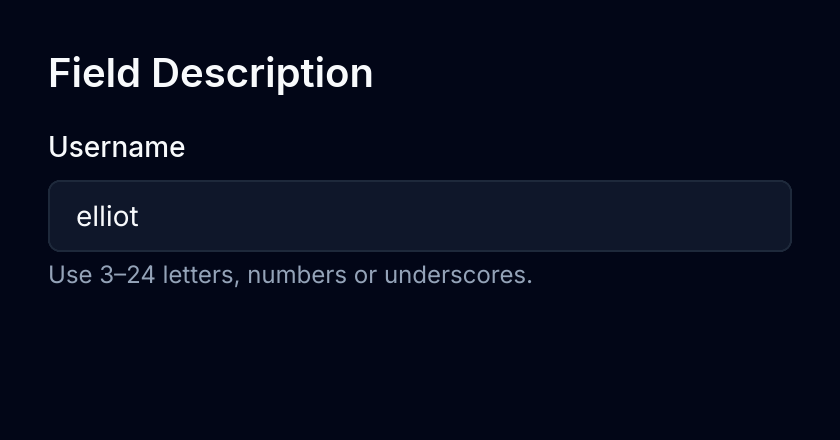 Field Description
Username
elliot
Use 3–24 letters, numbers or underscores.